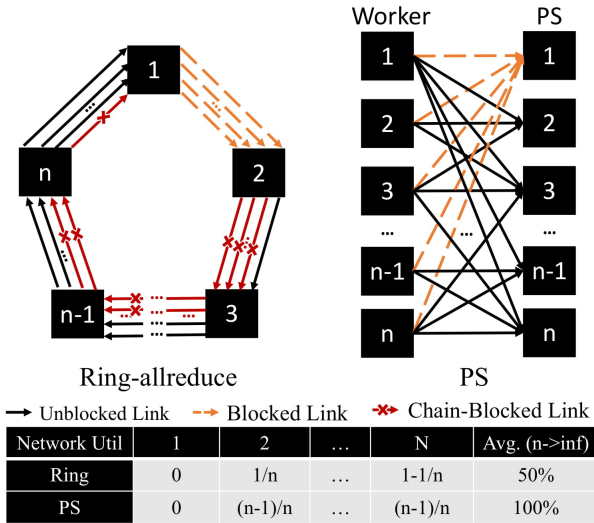 Worker PS
1
2
3
...
n-1
n
...
...
...
...
...
...
...
Ring-allreduce
1
2
3
...
n-1
n
1
2
3
...
n-1
n
...
PS
Unblocked Link Blocked Link Chain-Blocked Link
Network Util 1 2 ... N Avg. (n->inf)
Ring 0 1/n ... 1-1/n 50%
PS 0 (n-1)/n ... (n-1)/n 100%